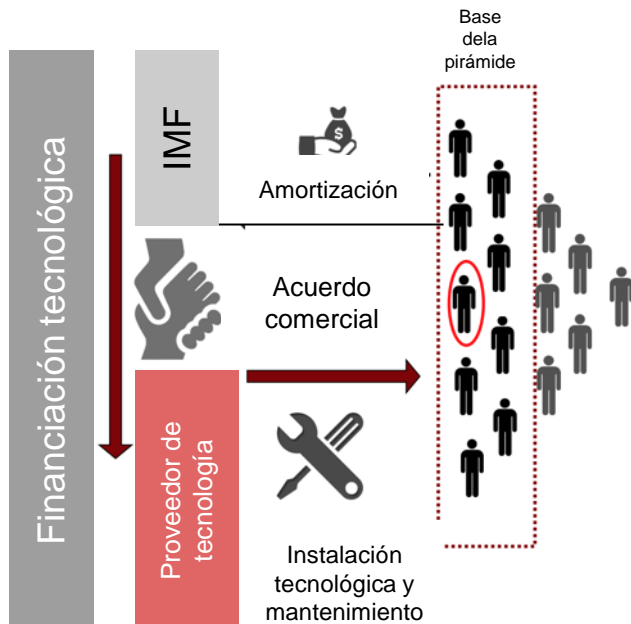 Base
dela
pirámide
Financiación tecnológica
IMF
$
Amortización
Acuerdo
comercial
Proveedor de
tecnología
Instalación
tecnológica y
mantenimiento